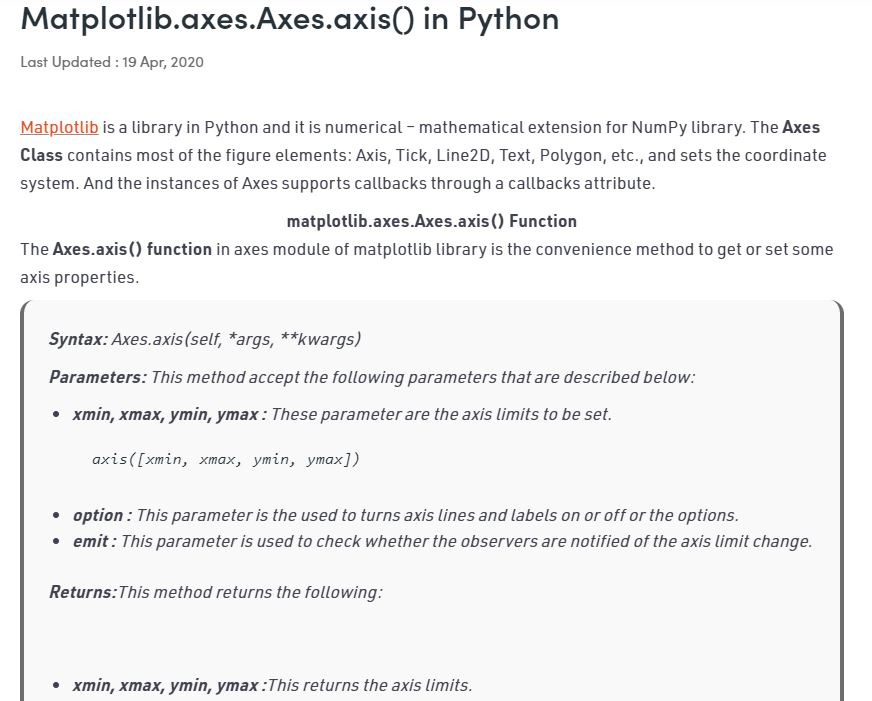 Matplotlib.axes.Axes.axis() in Python
Last Updated : 19 Apr, 2020
Matplotlib is a library in Python and it is numerical – mathematical extension for NumPy library. The Axes
Class contains most of the figure elements: Axis, Tick, Line2D, Text, Polygon, etc., and sets the coordinate
system. And the instances of Axes supports callbacks through a callbacks attribute.
matplotlib.axes.Axes.axis() Function
The Axes.axis() function in axes module of matplotlib library is the convenience method to get or set some
axis properties.
Syntax: Axes.axis(self, *args, **kwargs)
Parameters: This method accept the following parameters that are described below:
• xmin, xmax, ymin, ymax : These parameter are the axis limits to be set.
axis([xmin, xmax, ymin, ymax])
• option : This parameter is the used to turns axis lines and labels on or off or the options.
• emit : This parameter is used to check whether the observers are notified of the axis limit change.
Returns:This method returns the following:
• xmin, xmax, ymin, ymax :This returns the axis limits.